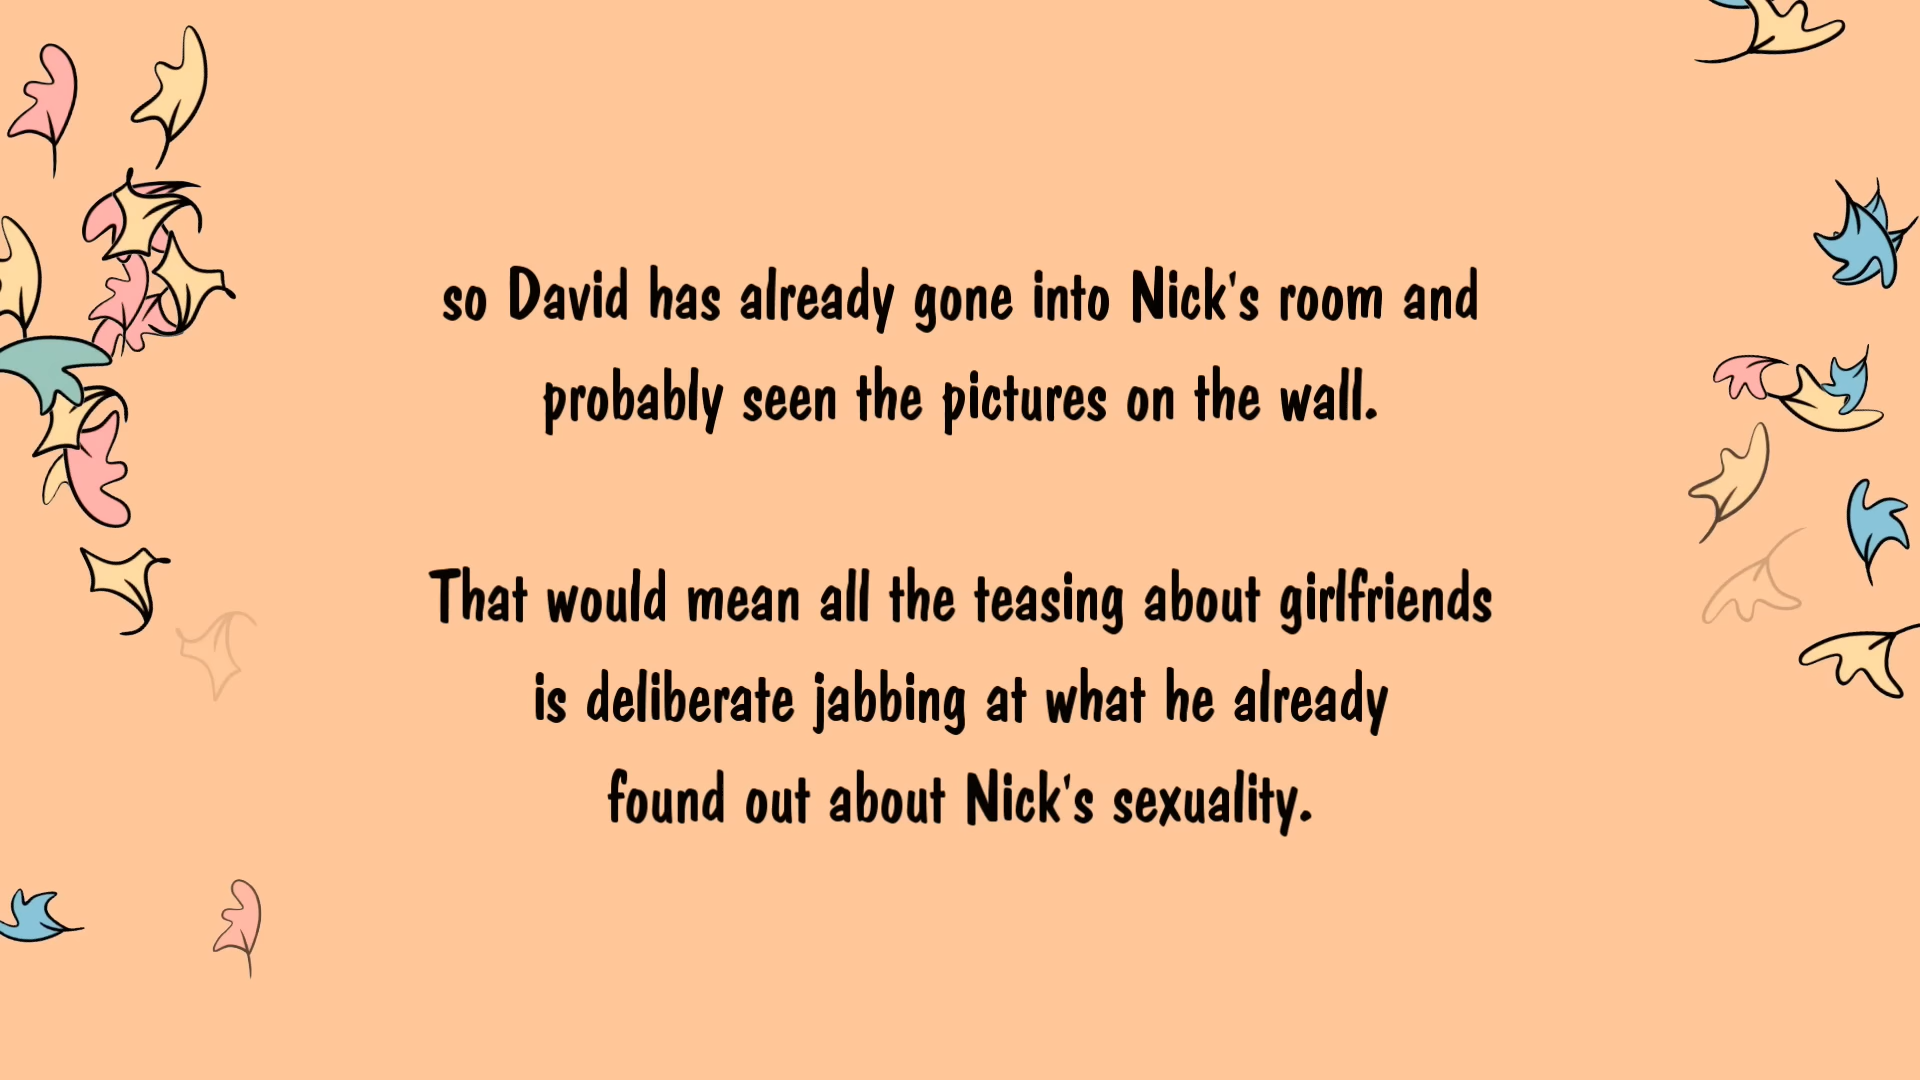 so David has already gone into Nick's room and
probably seen the pictures on the wall.
That would mean all the teasing about girlfriends
is deliberate jabbing at what he already
found out about Nick's sexuality.